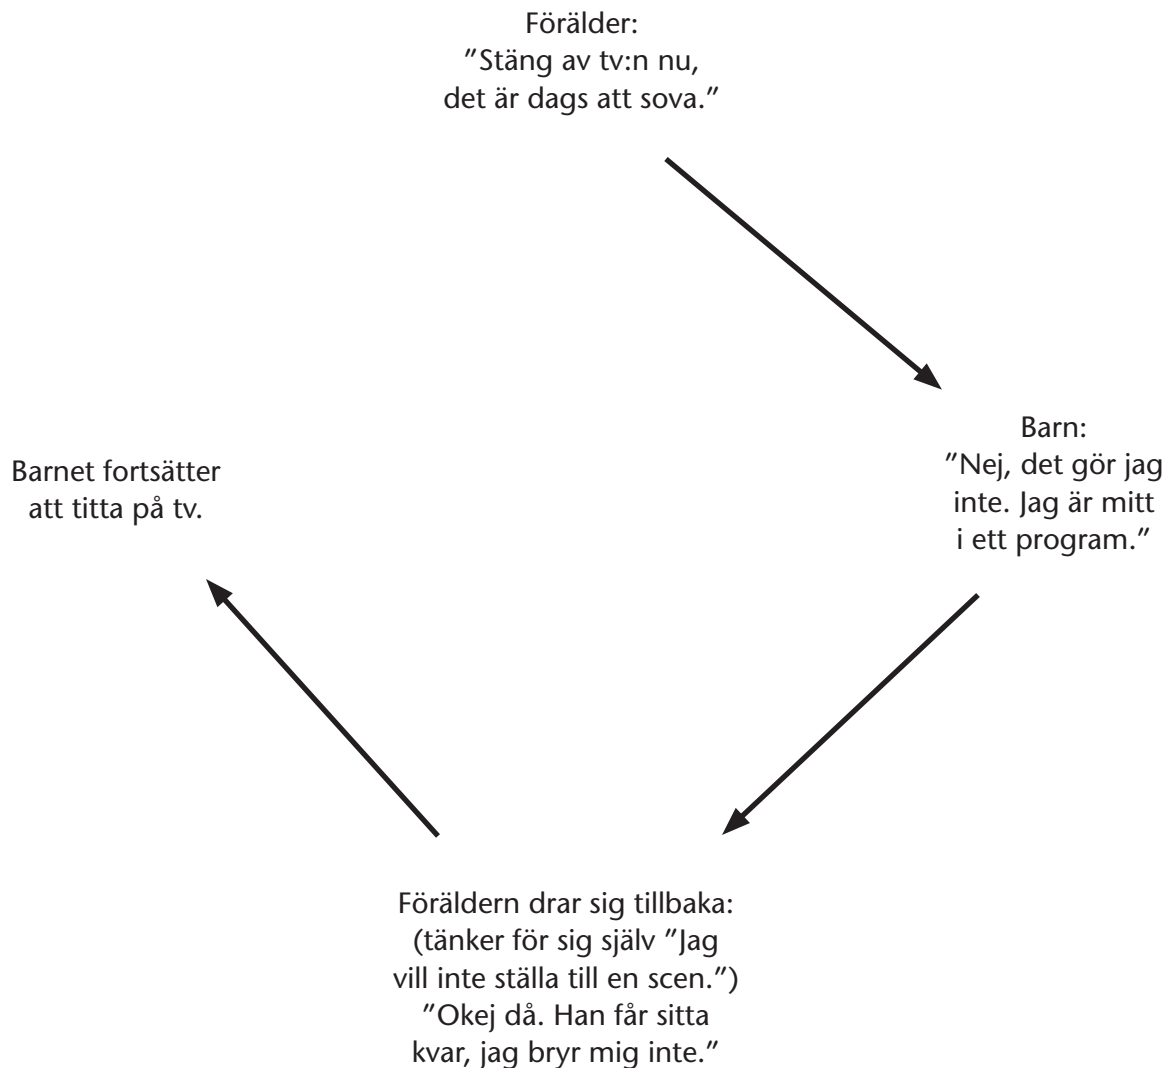 Förälder:
”Stäng av tv:n nu,
det är dags att sova.”
Barn:
”Nej, det gör jag
inte. Jag är mitt
i ett program.”
Föräldern drar sig tillbaka:
(tänker för sig själv ”Jag
vill inte ställa till en scen.”)
”Okej då. Han får sitta
kvar, jag bryr mig inte.”
Barnet fortsätter
att titta på tv.